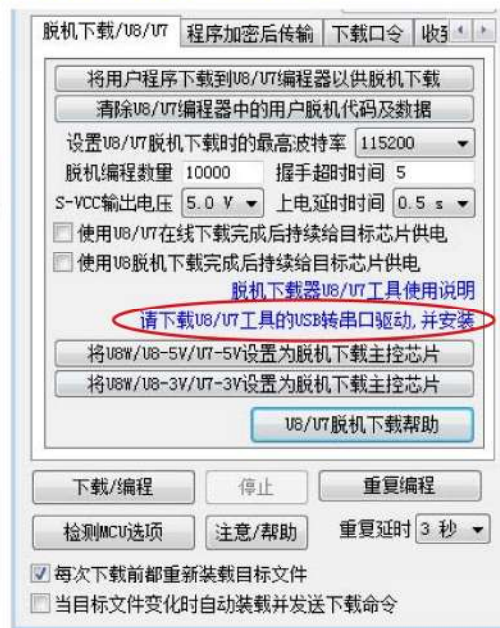 脱机下载/U8/U7 程序加密后传输 下载口令
将用户程序下载到U8/U7编程器以供脱机下载
清除U8/U7编程器中的用户脱机代码及数据
设置U8/U7脱机下载时的最高波特率 115200
脱机编程数量 10000 握手超时时间 5
S-VCC输出电压 5.0 V 上电延时时间 0.5 s
使用U8/U7在线下载完成后持续给目标芯片供电
使用U8脱机下载完成后持续给目标芯片供电
脱机下载器U8/U7工具使用说明
请下载U8/U7工具的USB转串口驱动,并安装
将U8W/U8-5V/U7-5V设置为脱机下载主控芯片
将U8W/U8-3V/U7-3V设置为脱机下载主控芯片
U8/U7脱机下载帮助
下载/编程 停止 重复编程
检测MCU选项 注意/帮助 重复延时 3 秒
每次下载前都重新装载目标文件
当目标文件变化时自动装载并发送下载命令